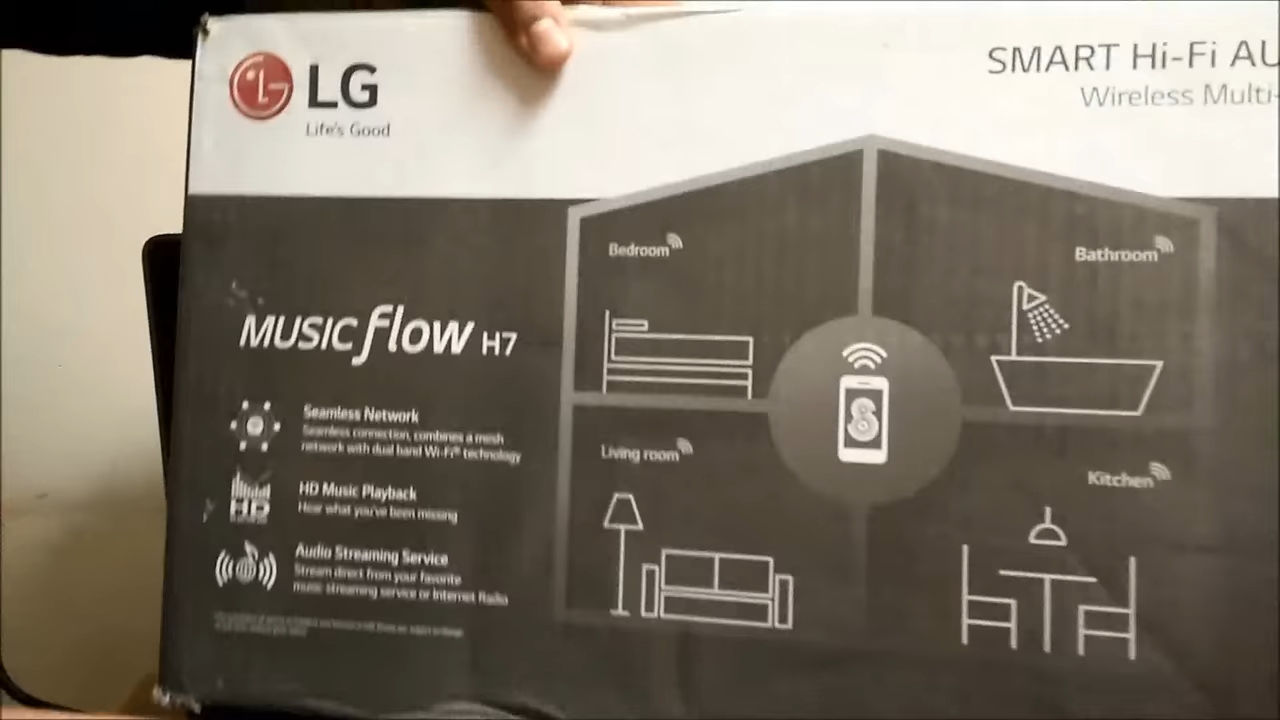 LG
Life's Good
SMART Hi-Fi AU
Wireless Multi-
MUSIC flow H7
Seamless Network
Seamless connection, combines a mesh
network with dual band Wi-Fi® technology
HD
HD Music Playback
Hear what you've been missing
Audio Streaming Service
Stream direct from your favorite
music streaming service or Internet Radio
Bedroom
Bathroom
Living room
Kitchen